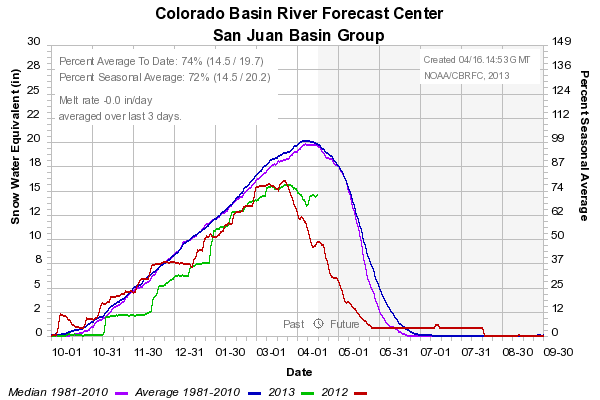 Colorado Basin River Forecast Center
San Juan Basin Group
Percent Average To Date: 74% (14.5 / 19.7)
Percent Seasonal Average: 72% (14.5 / 20.2)
Melt rate -0.0 in/day
averaged over last 3 days.
Created 04/16.14:53 GMT
NOAA/CBRFC, 2013
Snow Water Equivalent (in)
30
28
25
22
20
18
15
12
10
8
5
2
0
Percent Seasonal Average
149
134
124
112
99
87
74
62
50
37
25
12
0
Past Future
10-01 10-31 11-30 12-31 01-30 03-01 04-01 05-01 05-31 07-01 07-31 08-30 09-30
Date
Median 1981-2010 Average 1981-2010 2013 2012